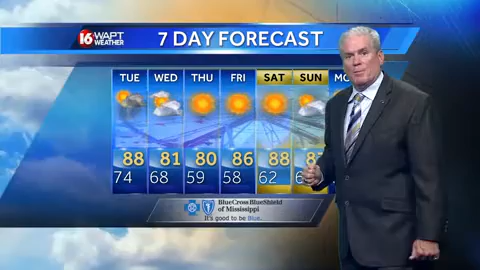 16 WAPT
WEATHER
7 DAY FORECAST
TUE WED THU FRI SAT SUN
88 81 80 86 88
74 68 59 58 62
BlueCross BlueShield
of Mississippi
It's good to be Blue.